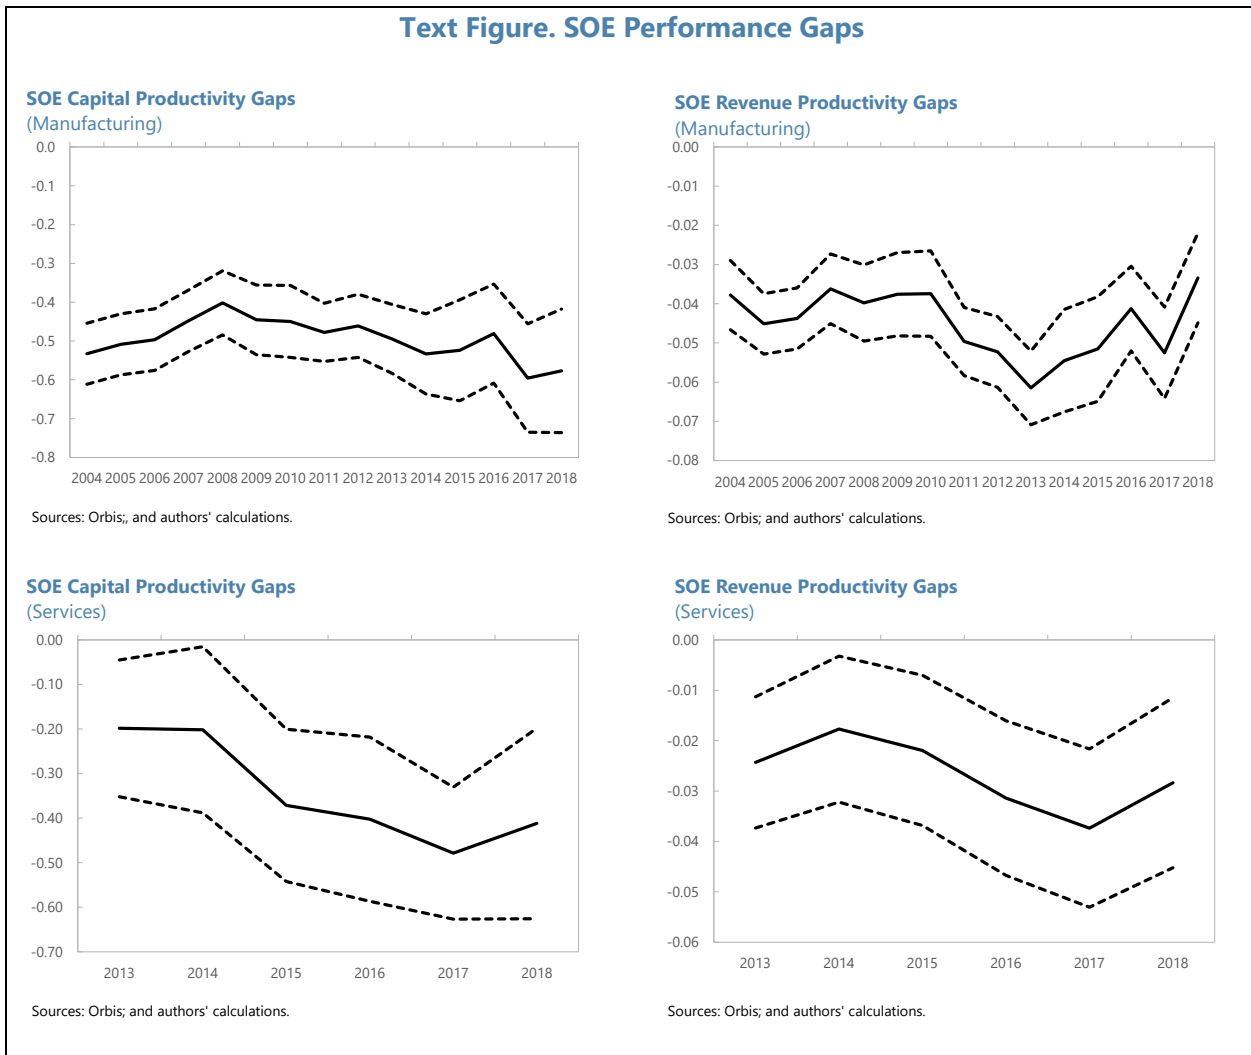 Text Figure. SOE Performance Gaps
SOE Capital Productivity Gaps
(Manufacturing)
0.0
-0.1
-0.2
-0.3
-0.4
-0.5
-0.6
-0.7
-0.8
2004 2005 2006 2007 2008 2009 2010 2011 2012 2013 2014 2015 2016 2017 2018
Sources: Orbis;, and authors' calculations.
SOE Revenue Productivity Gaps
(Manufacturing)
0.00
-0.01
-0.02
-0.03
-0.04
-0.05
-0.06
-0.07
-0.08
2004 2005 2006 2007 2008 2009 2010 2011 2012 2013 2014 2015 2016 2017 2018
Sources: Orbis; and authors' calculations.
SOE Capital Productivity Gaps
(Services)
0.00
-0.10
-0.20
-0.30
-0.40
-0.50
-0.60
-0.70
2013 2014 2015 2016 2017 2018
Sources: Orbis; and authors' calculations.
SOE Revenue Productivity Gaps
(Services)
0.00
-0.01
-0.02
-0.03
-0.04
-0.05
-0.06
2013 2014 2015 2016 2017 2018
Sources: Orbis; and authors' calculations.